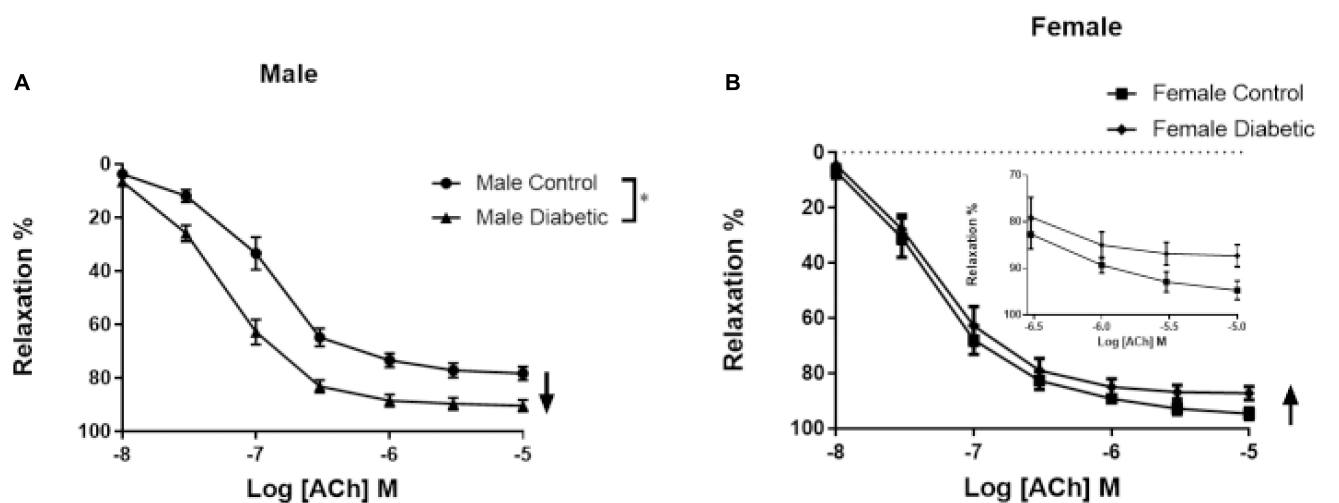 A
Male
0
20
40
60
80
100
Relaxation %
Male Control
Male Diabetic
*
-8
-7
-6
-5
Log [ACh] M
B
Female
Female Control
Female Diabetic
0
20
40
60
80
100
Relaxation %
70
80
90
100
Relaxation %
-6.5
-6.0
-5.5
-5.0
Log [ACh] M
-8
-7
-6
-5
Log [ACh] M